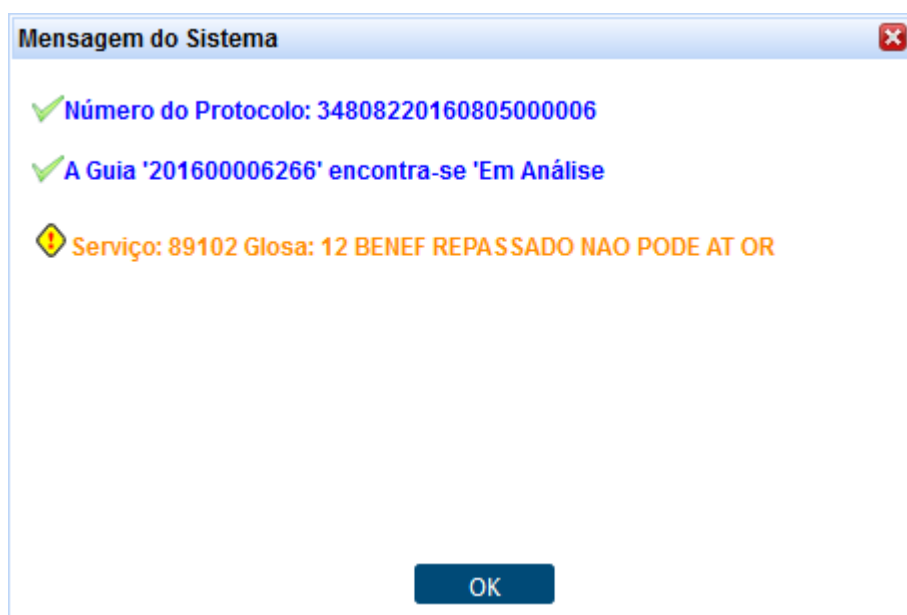 Mensagem do Sistema
Número do Protocolo: 34808220160805000006
A Guia '201600006266' encontra-se 'Em Análise
Serviço: 89102 Glosa: 12 BENEF REPASSADO NAO PODE AT OR
OK